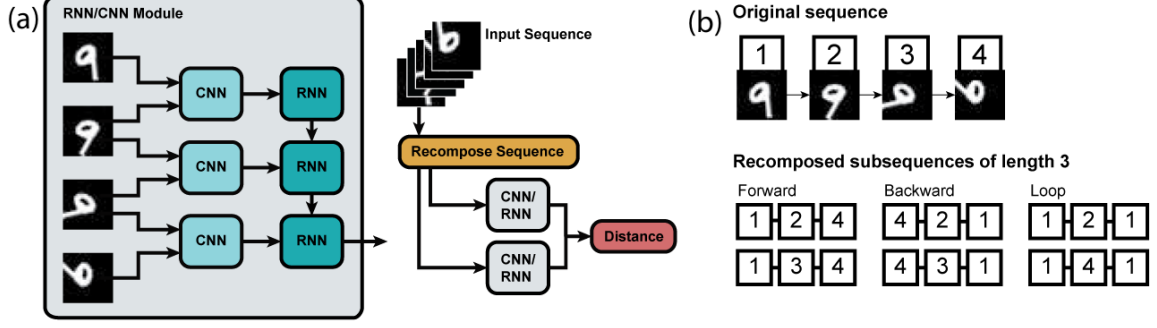 (a)
RNN/CNN Module
CNN
RNN
CNN
RNN
CNN
RNN
Input Sequence
Recompose Sequence
CNN/
RNN
CNN/
RNN
Distance
(b)
Original sequence
1 2 3 4
Recomposed subsequences of length 3
Forward Backward Loop
1 2 4 4 2 1 1 2 1
1 3 4 4 3 1 1 4 1